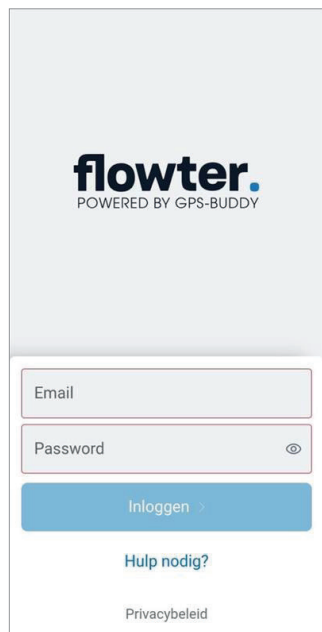 flowter.
POWERED BY GPS-BUDDY
Email
Password
Inloggen
Hulp nodig?
Privacybeleid